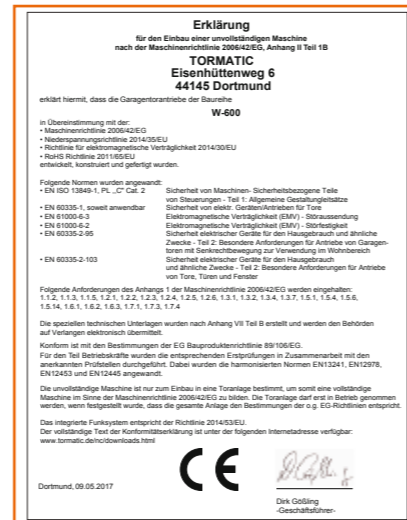 Erklärung
für den Einbau einer unvollständigen Maschine
nach der Maschinenrichtlinie 2006/42/EG, Anhang II Teil 1B
TORMATIC
Eisenhüttenweg 6
44145 Dortmund
erklärt hiermit, dass die Garagentorantriebe der Baureihe
W-600
in Übereinstimmung mit der:
• Maschinenrichtlinie 2006/42/EG
• Niederspannungsrichtlinie 2014/35/EU
• Richtlinie für elektromagnetische Verträglichkeit 2014/30/EU
• RoHS Richtlinie 2011/65/EU
entwickelt, konstruiert und gefertigt wurden.
Folgende Normen wurden angewandt:
• EN ISO 13849-1, PL „C" Cat. 2 Sicherheit von Maschinen- Sicherheitsbezogene Teile
von Steuerungen - Teil 1: Allgemeine Gestaltungleitsätze
• EN 60335-1, soweit anwendbar Sicherheit von elektr. Geräten/Antrieben für Tore
• EN 61000-6-3 Elektromagnetische Verträglichkeit (EMV) - Störaussendung
• EN 61000-6-2 Elektromagnetische Verträglichkeit (EMV) - Störfestigkeit
• EN 60335-2-95 Sicherheit elektrischer Geräte für den Hausgebrauch und ähnliche
Zwecke - Teil 2: Besondere Anforderungen für Antriebe von Garagen-
toren mit Senkrechtbewegung zur Verwendung im Wohnbereich
• EN 60335-2-103 Sicherheit elektrischer Geräte für den Hausgebrauch
und ähnliche Zwecke - Teil 2: Besondere Anforderungen für Antriebe
von Tore, Türen und Fenster
Folgende Anforderungen des Anhangs 1 der Maschinenrichtlinie 2006/42/EG werden eingehalten:
1.1.2, 1.1.3, 1.1.5, 1.2.1, 1.2.2, 1.2.3, 1.2.4, 1.2.5, 1.2.6, 1.3.1, 1.3.2, 1.3.4, 1.3.7, 1.5.1, 1.5.4, 1.5.6,
1.5.14, 1.6.1, 1.6.2, 1.6.3, 1.7.1, 1.7.3, 1.7.4
Die speziellen technischen Unterlagen wurden nach Anhang VII Teil B erstellt und werden den Behörden
auf Verlangen elektronisch übermittelt.
Konform ist mit den Bestimmungen der EG Bauproduktenrichtlinie 89/106/EG.
Für den Teil Betriebskräfte wurden die entsprechenden Erstprüfungen in Zusammenarbeit mit den
anerkannten Prüfstellen durchgeführt. Dabei wurden die harmonisierten Normen EN13241, EN12978,
EN12453 und EN12445 angewandt.
Die unvollständige Maschine ist nur zum Einbau in eine Toranlage bestimmt, um somit eine vollständige
Maschine im Sinne der Maschinenrichtlinie 2006/42/EG zu bilden. Die Toranlage darf erst in Betrieb genommen
werden, wenn festgestellt wurde, dass die gesamte Anlage den Bestimmungen der o.g. EG-Richtlinien entspricht.
Das integrierte Funksystem entspricht der Richtlinie 2014/53/EU.
Der vollständige Text der Konformitätserklärung ist unter der folgenden Internetadresse verfügbar:
www.tormatic.de/nc/downloads.html
CE
Dortmund, 09.05.2017
Dirk Gößling
-Geschäftsführer-